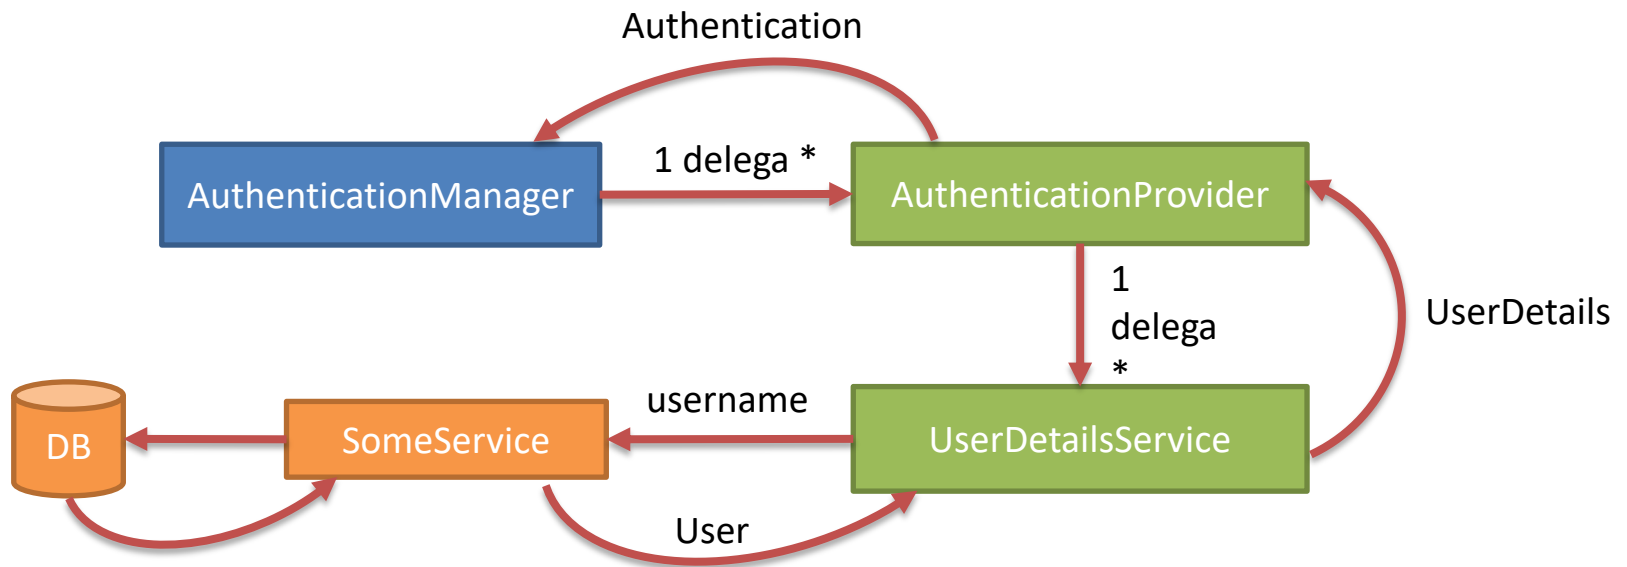 Authentication
AuthenticationManager
1 delega *
AuthenticationProvider
1
delega
*
UserDetails
DB
SomeService
username
UserDetailsService
User